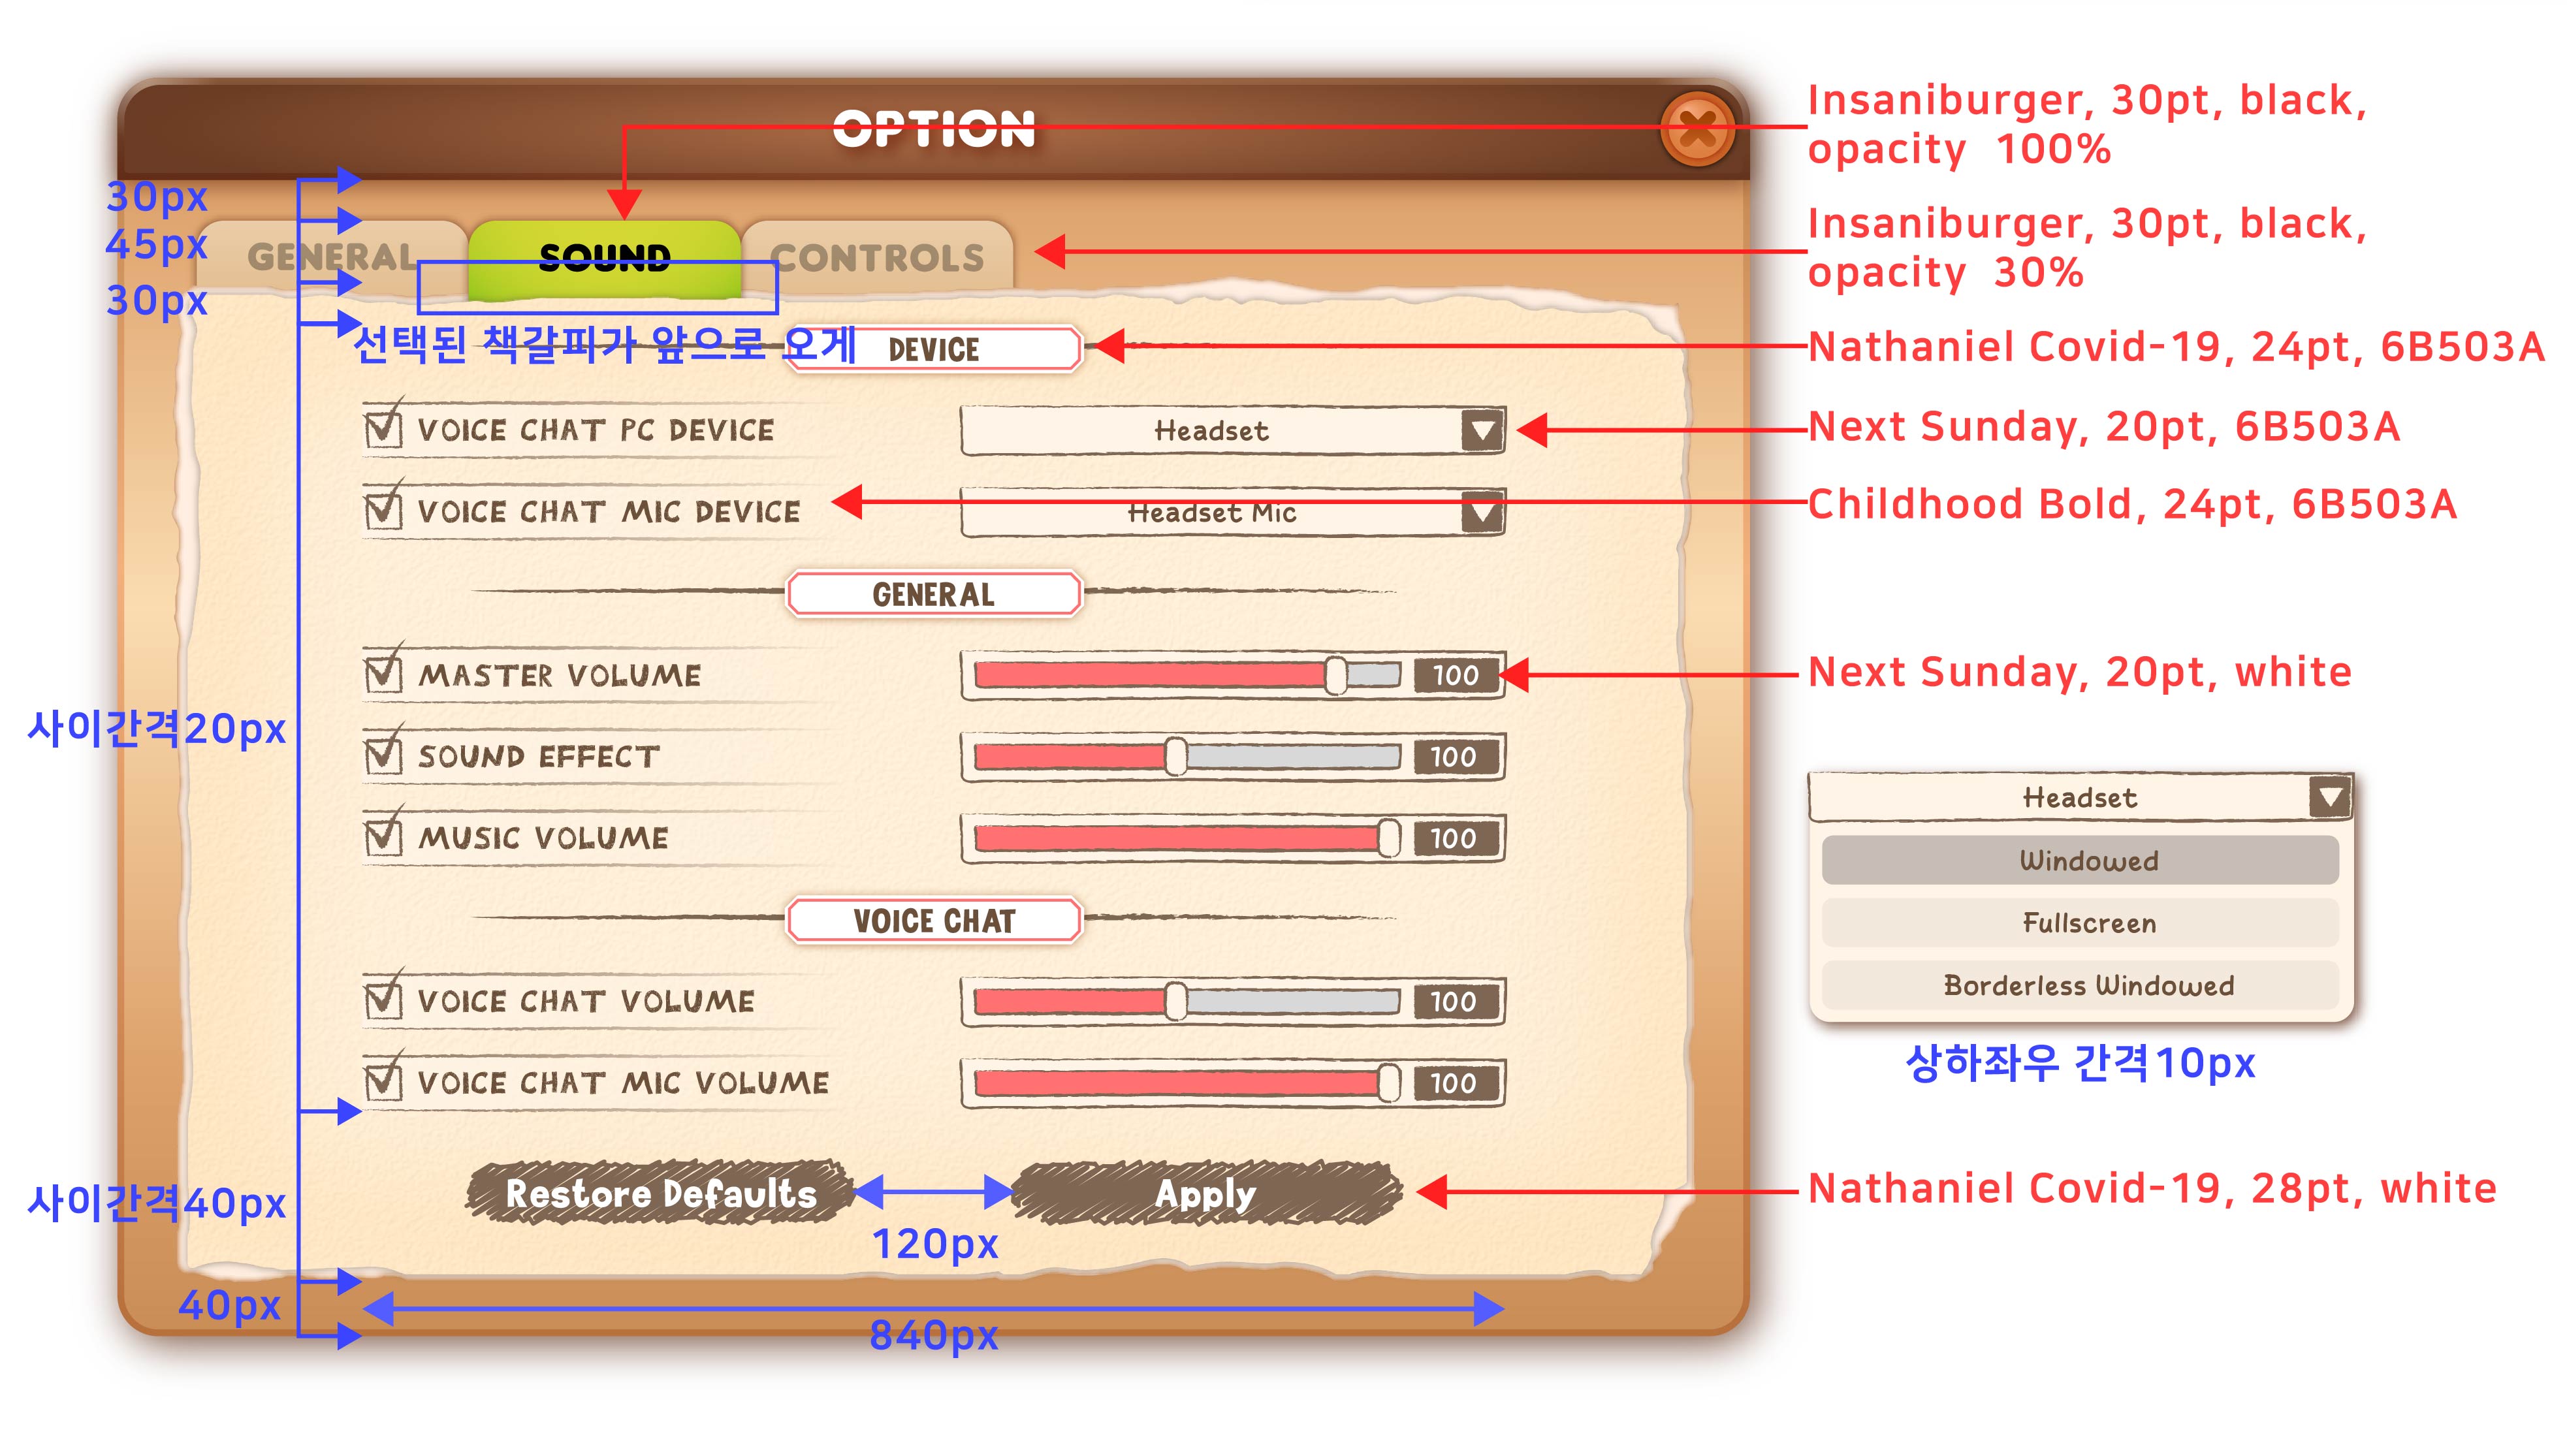 OPTION
Insaniburger, 30pt, black,
opacity 100%
30px
45px
30px
GENERAL
SOUND
CONTROLS
Insaniburger, 30pt, black,
opacity 30%
선택된 책갈피가 앞으로 오게
DEVICE
Nathaniel Covid-19, 24pt, 6B503A
VOICE CHAT PC DEVICE
Headset
Next Sunday, 20pt, 6B503A
VOICE CHAT MIC DEVICE
Headset Mic
Childhood Bold, 24pt, 6B503A
GENERAL
MASTER VOLUME
100
Next Sunday, 20pt, white
사이간격20px
SOUND EFFECT
100
MUSIC VOLUME
100
Headset
Windowed
Fullscreen
Borderless Windowed
상하좌우 간격10px
VOICE CHAT
VOICE CHAT VOLUME
100
VOICE CHAT MIC VOLUME
100
사이간격40px
Restore Defaults
Apply
Nathaniel Covid-19, 28pt, white
120px
40px
840px